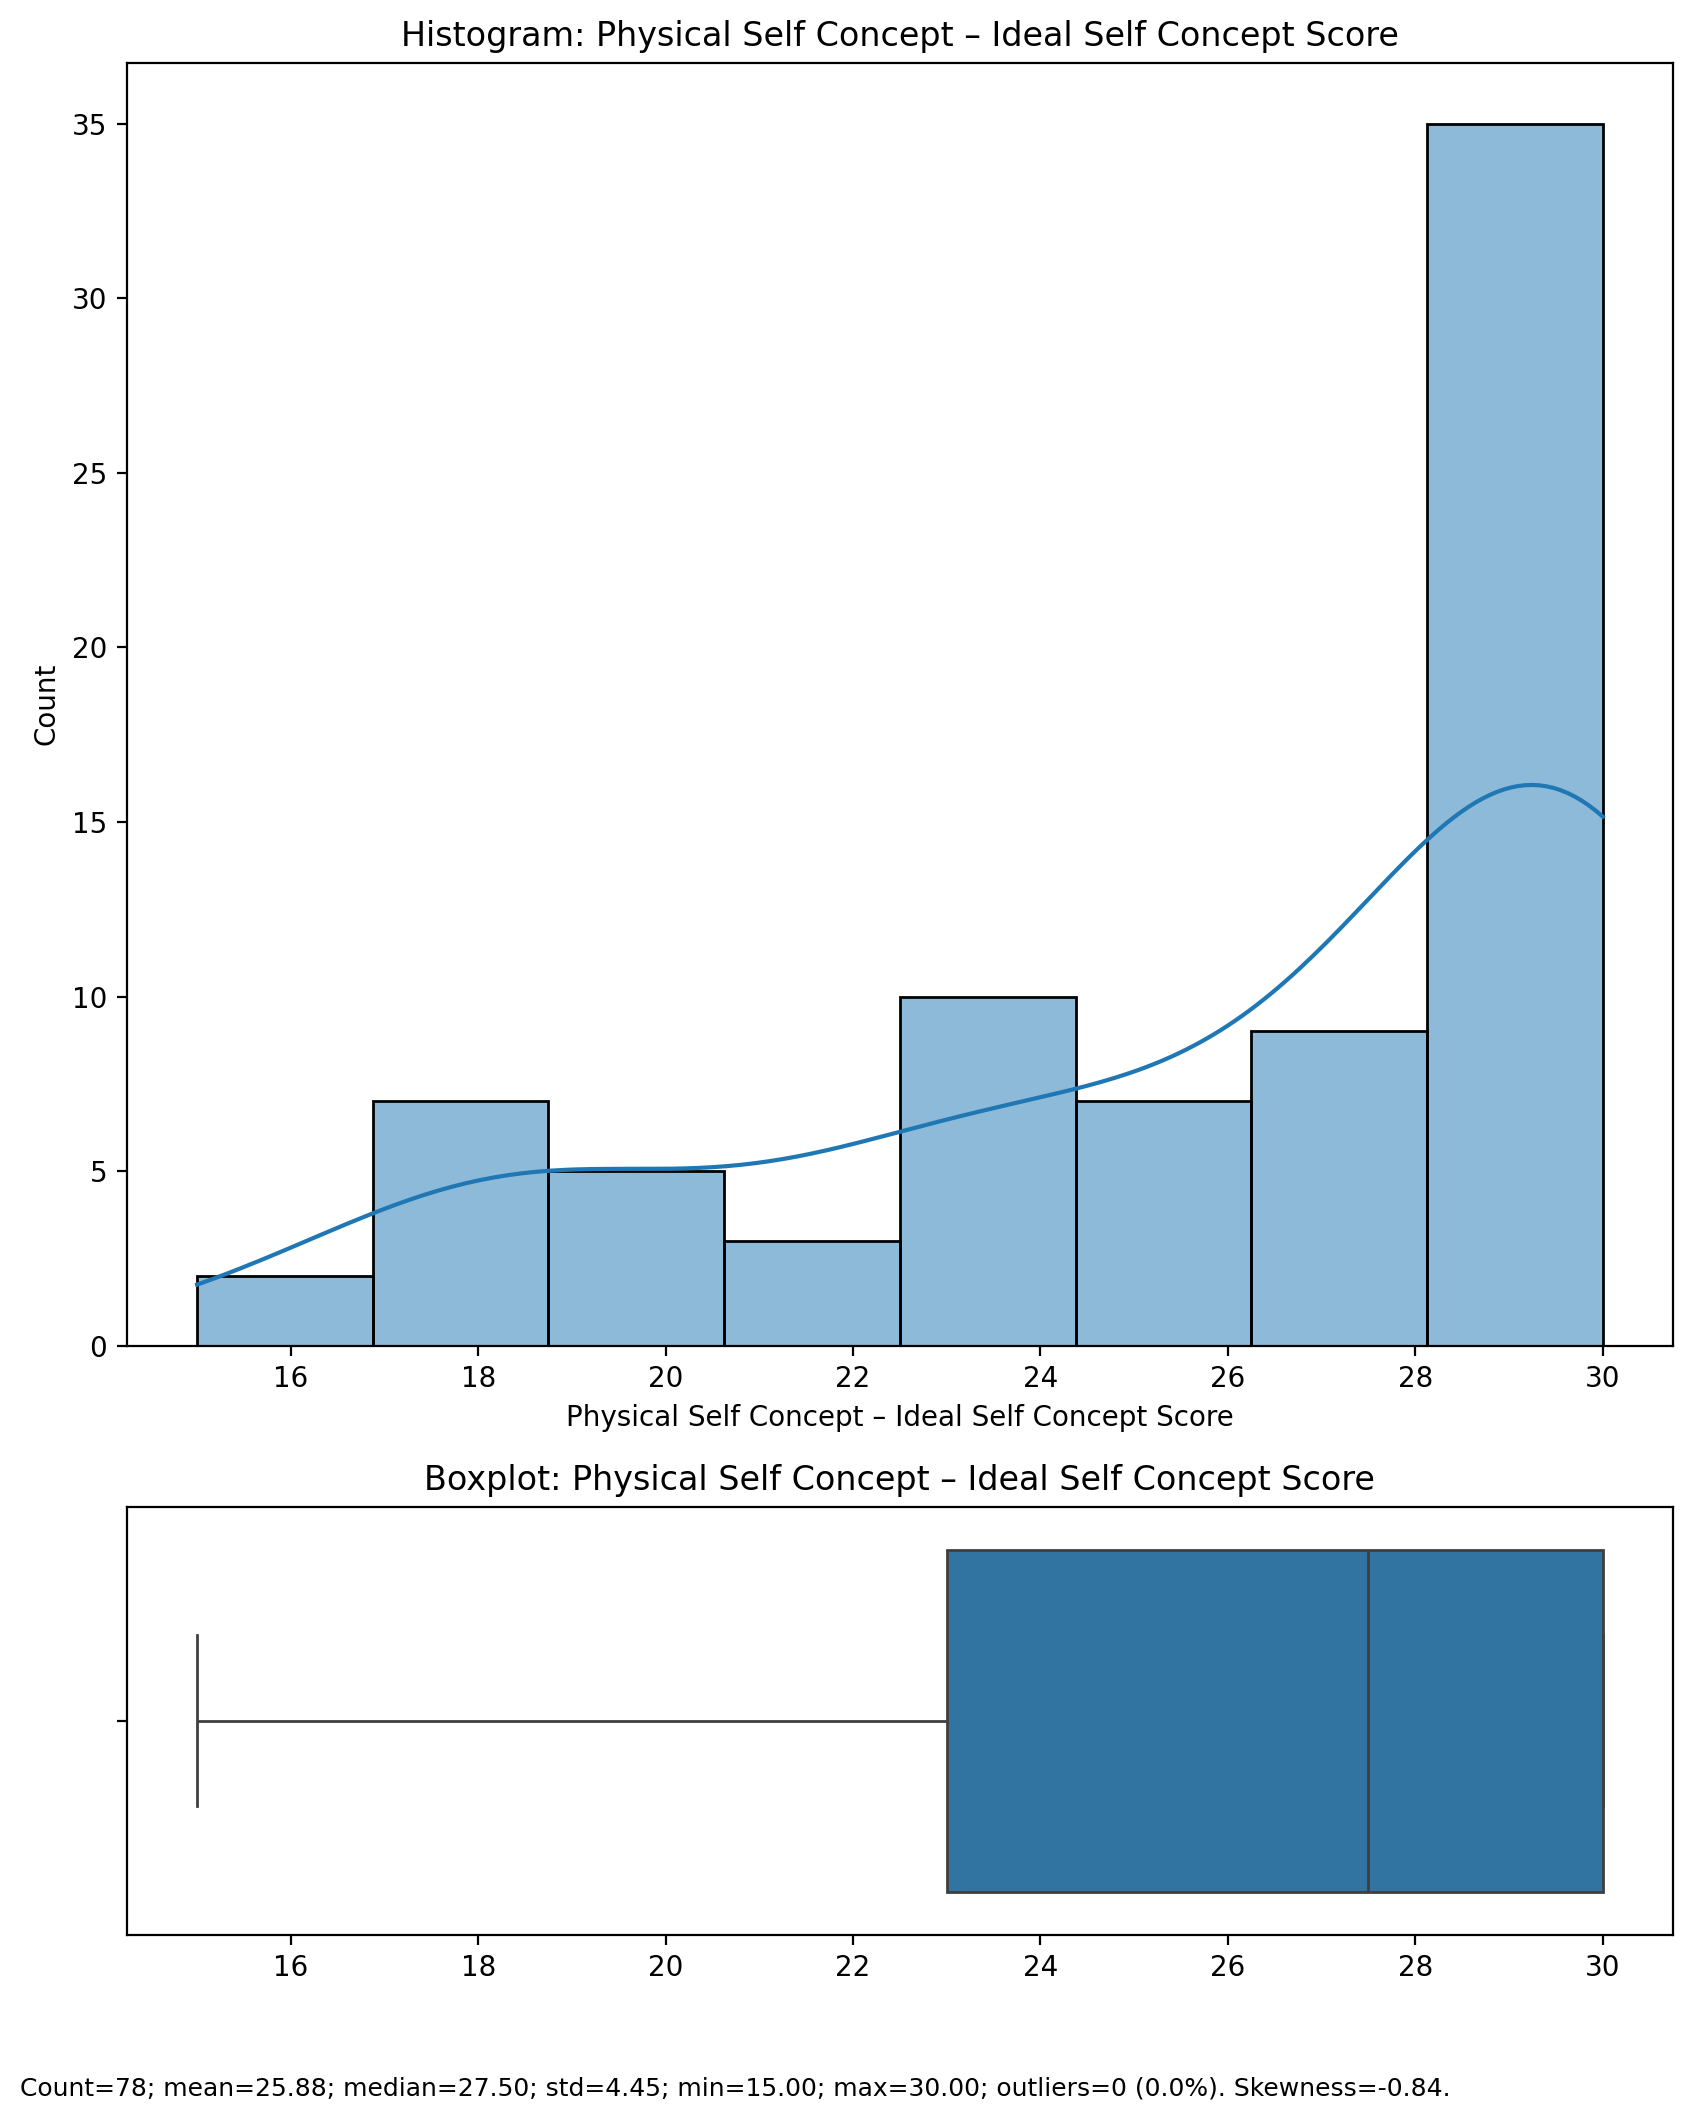 Histogram: Physical Self Concept – Ideal Self Concept Score
35
30
25
20
15
10
5
0
Count
16 18 20 22 24 26 28 30
Physical Self Concept – Ideal Self Concept Score
Boxplot: Physical Self Concept – Ideal Self Concept Score
16 18 20 22 24 26 28 30
Count=78; mean=25.88; median=27.50; std=4.45; min=15.00; max=30.00; outliers=0 (0.0%). Skewness=-0.84.